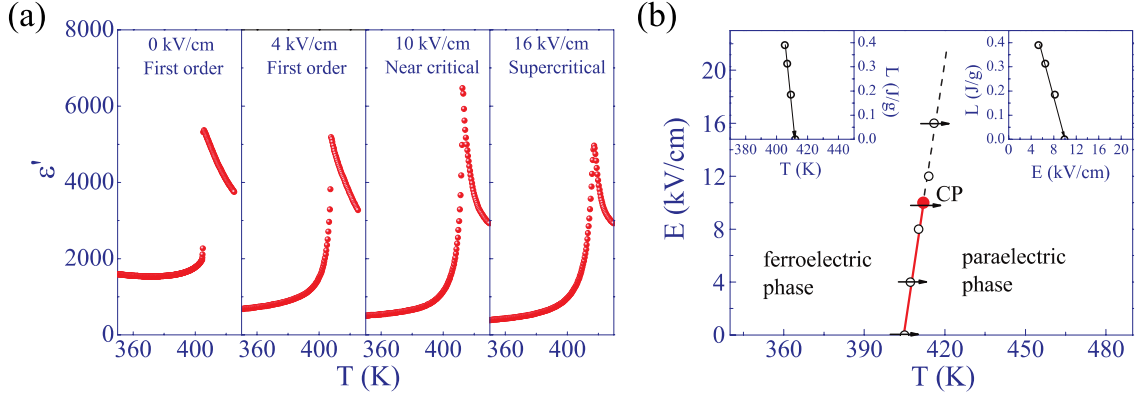 (a)
8000
6000
4000
2000
0
ε'
0 kV/cm
First order
4 kV/cm
First order
10 kV/cm
Near critical
16 kV/cm
Supercritical
360 400 360 400 360 400 360 400
T (K)
(b)
20
16
12
8
4
0
E (kV/cm)
0.4
0.3
0.2
0.1
0.0
L (J/g)
380 410 440
T (K)
0.4
0.3
0.2
0.1
0.0
L (J/g)
0 4 8 12 16 20
E (kV/cm)
CP
ferroelectric
phase
paraelectric
phase
360 390 420 450 480
T (K)